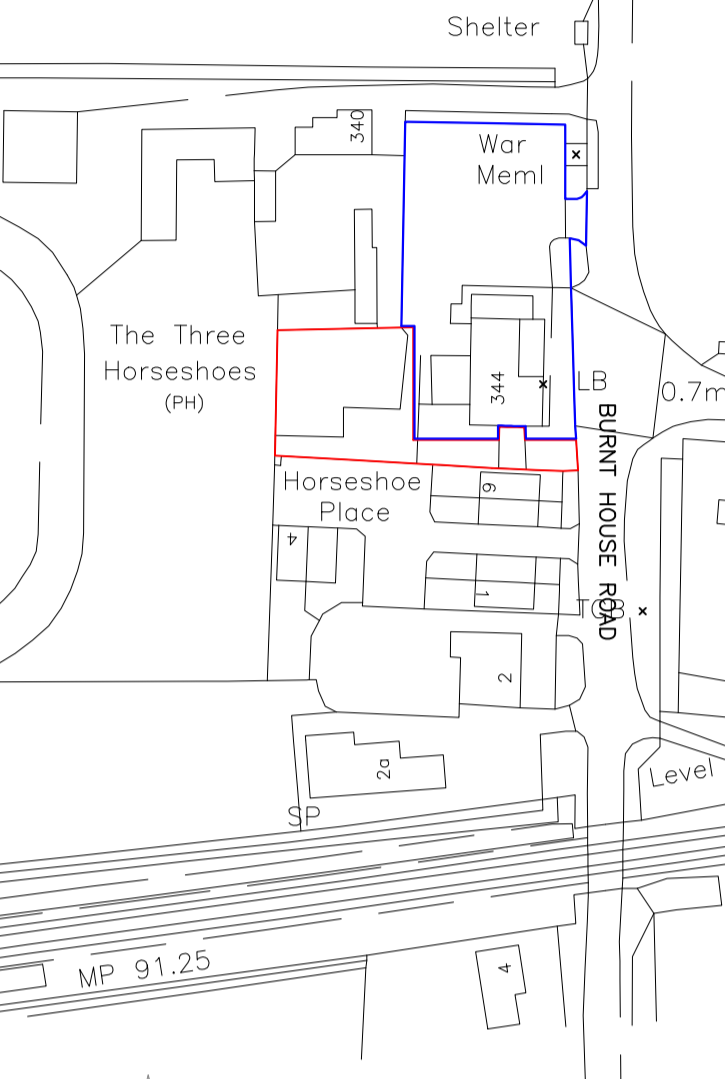 Shelter
340
War
Meml
The Three
Horseshoes
(PH)
344
LB
0.7m
BURNT HOUSE ROAD
Horseshoe
Place
6
4
1
2
2a
Level
SP
MP 91.25
4